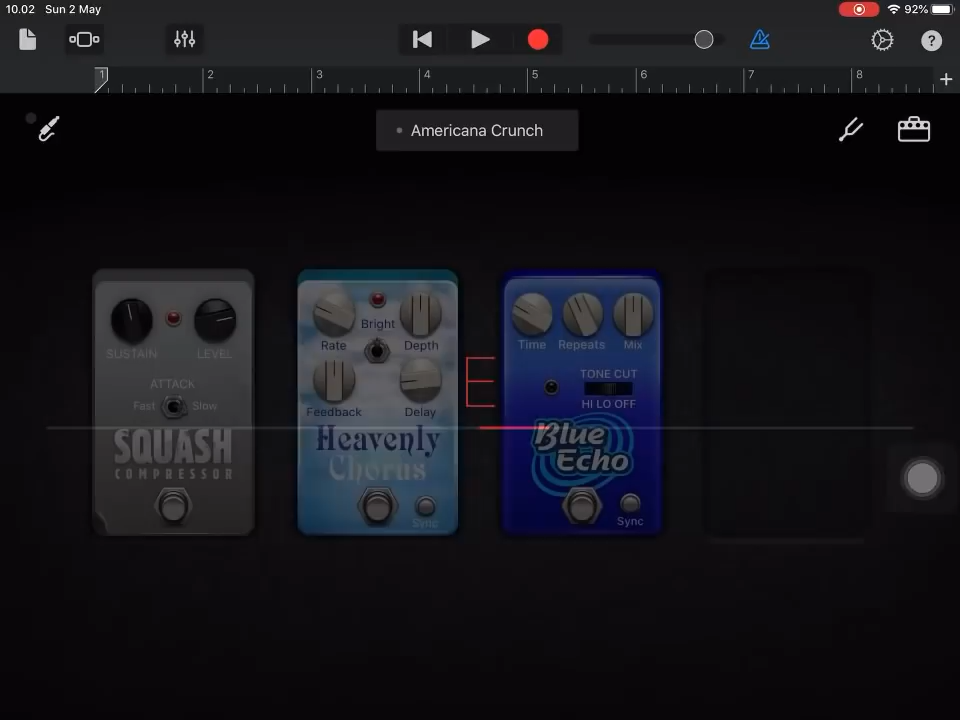 10.02 Sun 2 May
92%
?
1 2 3 4 5 6 7 8
+
Americana Crunch
SUSTAIN LEVEL
ATTACK
Fast Slow
SQUASH
COMPRESSOR
Bright
Rate Depth
Feedback Delay
Heavenly
Chorus
Sync
Time Repeats Mix
TONE CUT
HI LO OFF
Blue
Echo
Sync
E